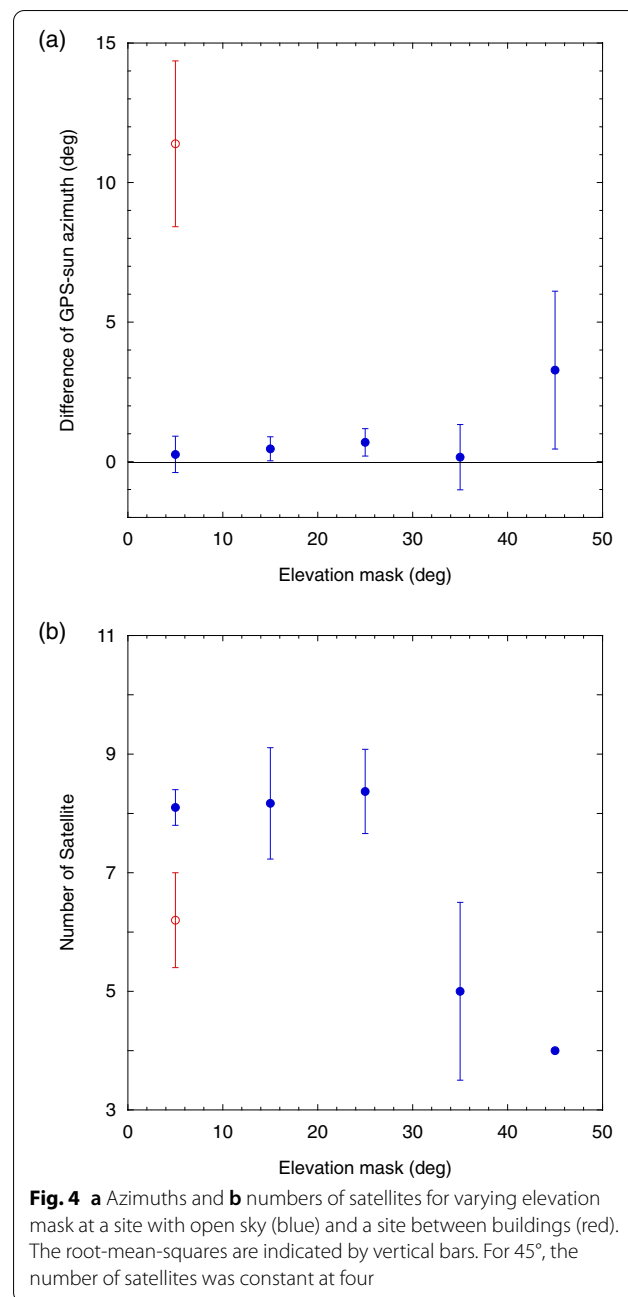 (a)
15
10
5
0
Difference of GPS-sun azimuth (deg)
0 10 20 30 40 50
Elevation mask (deg)
(b)
11
9
7
5
3
Number of Satellite
0 10 20 30 40 50
Elevation mask (deg)
Fig. 4 a Azimuths and b numbers of satellites for varying elevation
mask at a site with open sky (blue) and a site between buildings (red).
The root-mean-squares are indicated by vertical bars. For 45°, the
number of satellites was constant at four